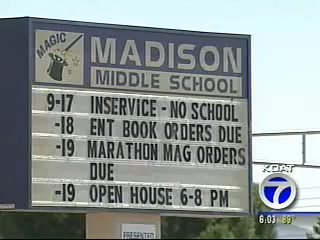 MAGIC
MADISON
MIDDLE SCHOOL
9-17 INSERVICE - NO SCHOOL
-18 ENT BOOK ORDERS DUE
-19 MARATHON MAG ORDERS
DUE
-19 OPEN HOUSE 6-8 PM
KOAT
7
6:03 89°